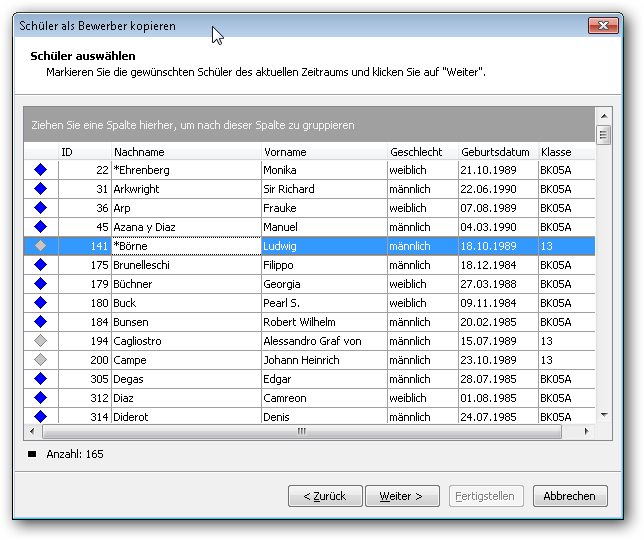 Schüler als Bewerber kopieren
Schüler auswählen
Markieren Sie die gewünschten Schüler des aktuellen Zeitraums und klicken Sie auf "Weiter".
Ziehen Sie eine Spalte hierher, um nach dieser Spalte zu gruppieren
ID Nachname Vorname Geschlecht Geburtsdatum Klasse
22 *Ehrenberg Monika weiblich 21.10.1989 BK05A
31 Arkwright Sir Richard männlich 22.06.1990 BK05A
36 Arp Frauke weiblich 07.08.1989 BK05A
45 Azana y Diaz Manuel männlich 04.03.1990 BK05A
141 *Börne Ludwig männlich 18.10.1989 13
175 Brunelleschi Filippo männlich 18.12.1984 BK05A
179 Büchner Georgia weiblich 27.03.1988 BK05A
180 Buck Pearl S. weiblich 09.11.1984 BK05A
184 Bunsen Robert Wilhelm männlich 20.02.1985 BK05A
194 Cagliostro Alessandro Graf von männlich 15.07.1989 13
200 Campe Johann Heinrich männlich 23.10.1989 13
305 Degas Edgar männlich 28.07.1985 BK05A
312 Diaz Camreon weiblich 01.08.1985 BK05A
314 Diderot Denis männlich 24.07.1985 BK05A
Anzahl: 165
< Zurück Weiter > Fertigstellen Abbrechen